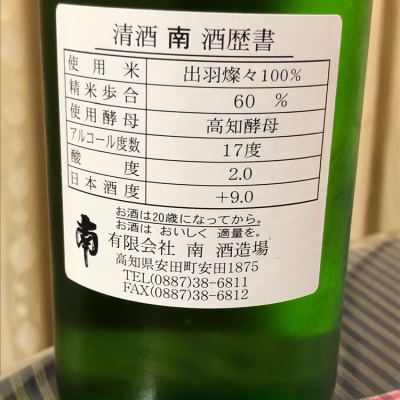 清酒 南 酒歴書
使用米 出羽燦々100%
精米歩合 60 %
使用酵母 高知酵母
アルコール度数 17度
酸度 2.0
日本酒度 +9.0
お酒は20歳になってから。
お酒は おいしく 適量を。
南 有限会社 南 酒造場
高知県安田町安田1875
TEL(0887)38-6811
FAX(0887)38-6812